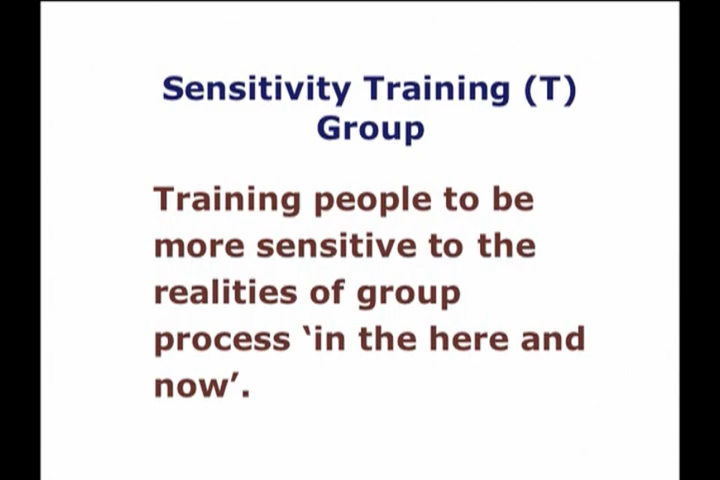 Sensitivity Training (T)
Group
Training people to be
more sensitive to the
realities of group
process ‘in the here and
now’.